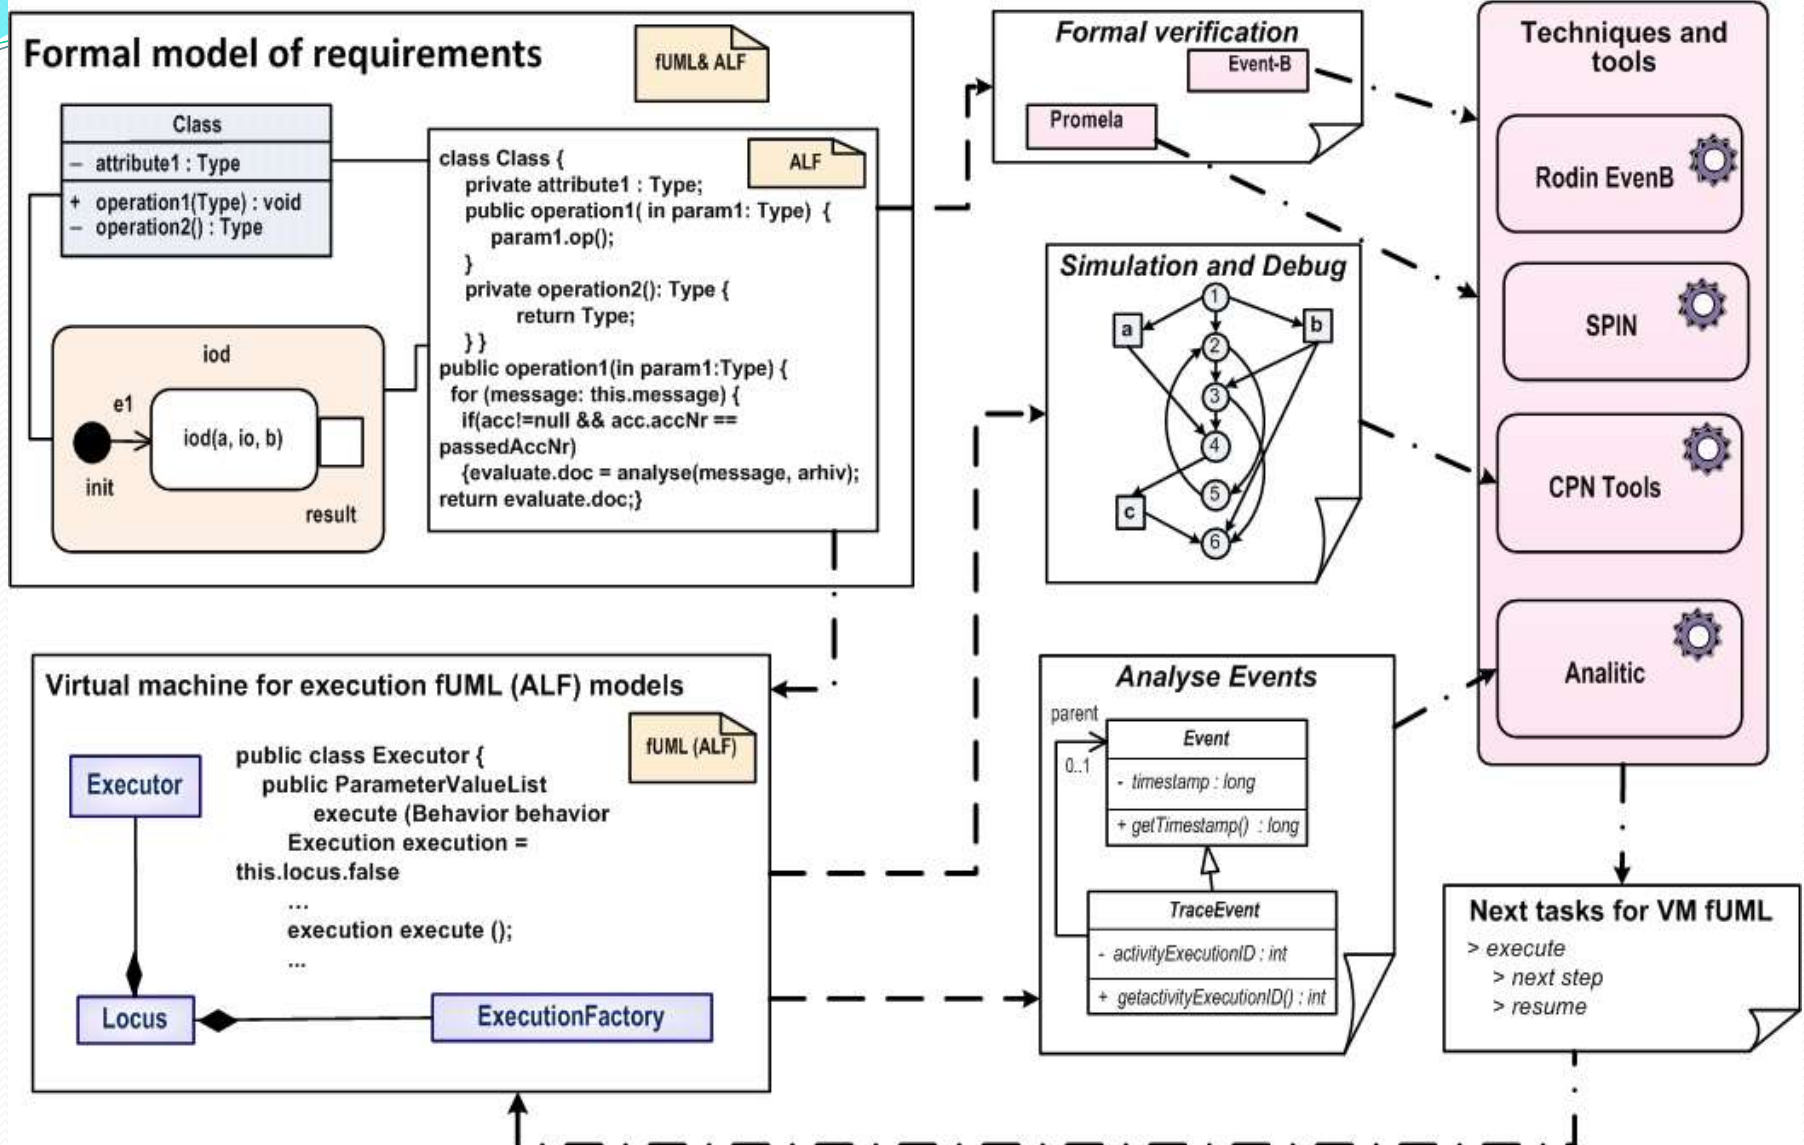 Formal model of requirements
fUML& ALF
Class
– attribute1 : Type
+ operation1(Type) : void
– operation2() : Type
ALF
class Class {
private attribute1 : Type;
public operation1( in param1: Type) {
param1.op();
}
private operation2(): Type {
return Type;
} }
public operation1(in param1:Type) {
for (message: this.message) {
if(acc!=null && acc.accNr ==
passedAccNr)
{evaluate.doc = analyse(message, arhiv);
return evaluate.doc;}
iod
e1
iod(a, io, b)
init
result
Formal verification
Event-B
Promela
Simulation and Debug
1
a
b
2
3
4
5
c
6
Techniques and
tools
Rodin EvenB
SPIN
CPN Tools
Analitic
Virtual machine for execution fUML (ALF) models
fUML (ALF)
Executor
public class Executor {
public ParameterValueList
execute (Behavior behavior
Execution execution =
this.locus.false
...
execution execute ();
...
Locus
ExecutionFactory
Analyse Events
parent
0..1
Event
- timestamp : long
+ getTimestamp() : long
TraceEvent
- activityExecutionID : int
+ getactivityExecutionID() : int
Next tasks for VM fUML
> execute
> next step
> resume